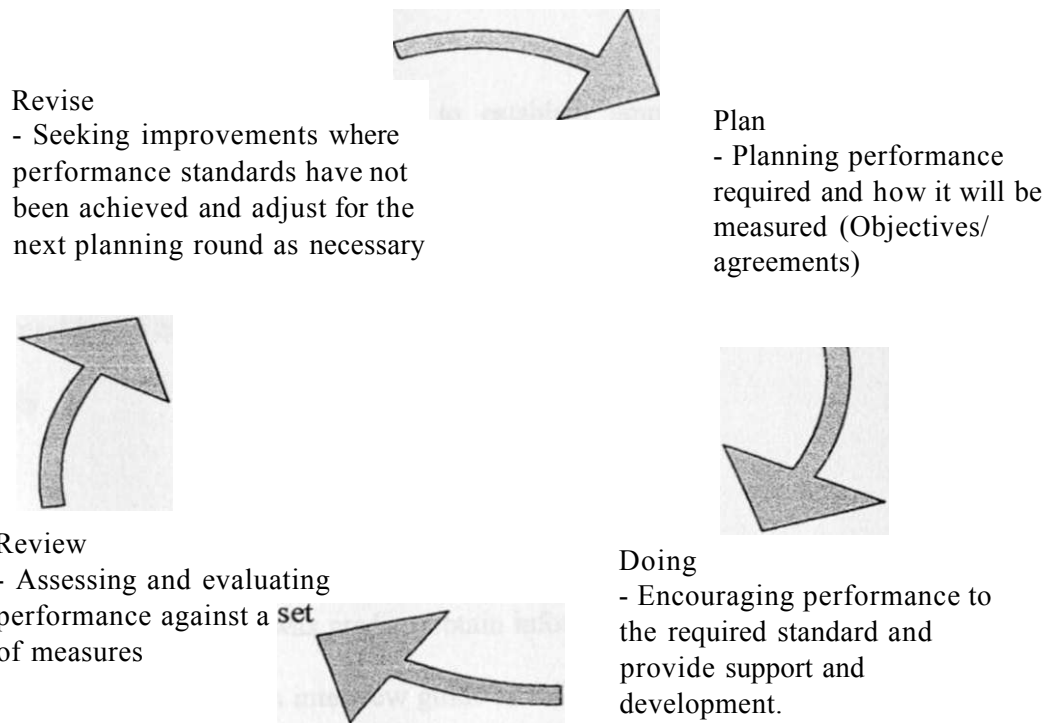 Revise
- Seeking improvements where
performance standards have not
been achieved and adjust for the
next planning round as necessary
Plan
- Planning performance
required and how it will be
measured (Objectives/
agreements)
Doing
- Encouraging performance to
the required standard and
provide support and
development.
Review
- Assessing and evaluating
performance against a set
of measures